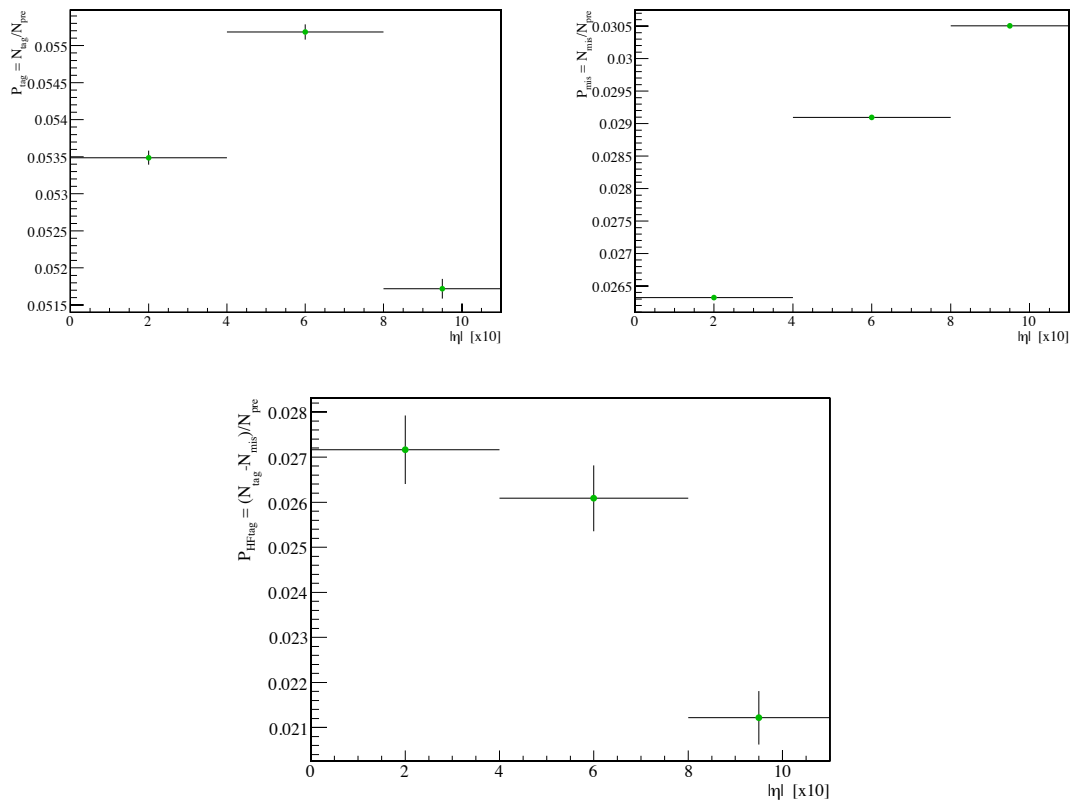 P_tag = N_tag/N_pre
0.055
0.0545
0.054
0.0535
0.053
0.0525
0.052
0.0515
0 2 4 6 8 10
|η| [x10]
P_mis = N_mis/N_pre
0.0305
0.03
0.0295
0.029
0.0285
0.028
0.0275
0.027
0.0265
0 2 4 6 8 10
|η| [x10]
P_HFtag = (N_tag -N_mis)/N_pre
0.028
0.027
0.026
0.025
0.024
0.023
0.022
0.021
0 2 4 6 8 10
|η| [x10]